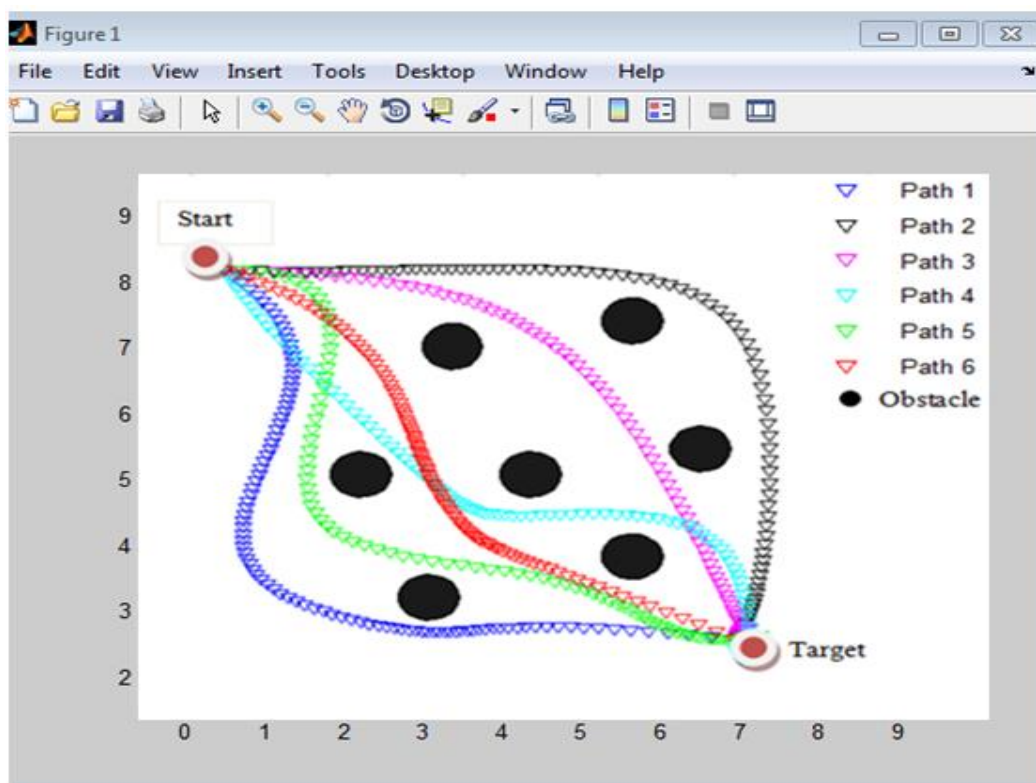 Figure 1
File Edit View Insert Tools Desktop Window Help
Start
Path 1
Path 2
Path 3
Path 4
Path 5
Path 6
Obstacle
Target
9
8
7
6
5
4
3
2
0 1 2 3 4 5 6 7 8 9